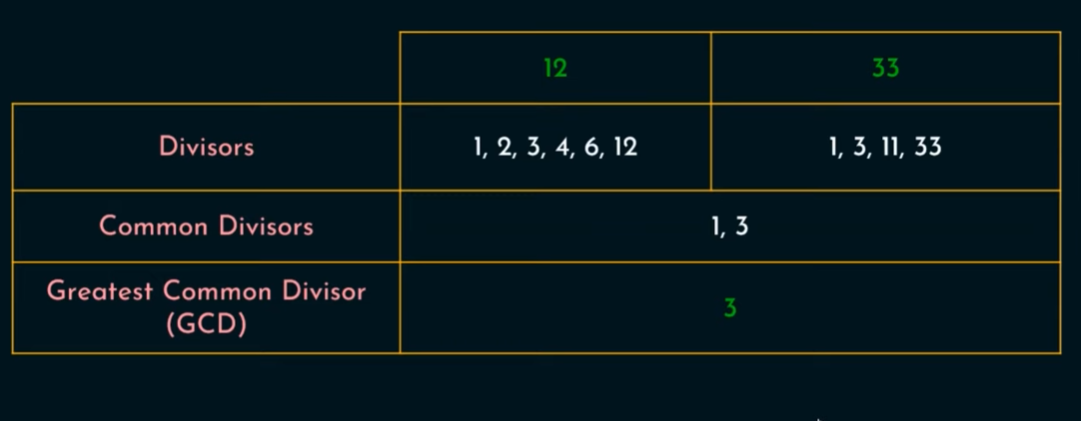 12 33
Divisors 1, 2, 3, 4, 6, 12 1, 3, 11, 33
Common Divisors 1, 3
Greatest Common Divisor
(GCD) 3